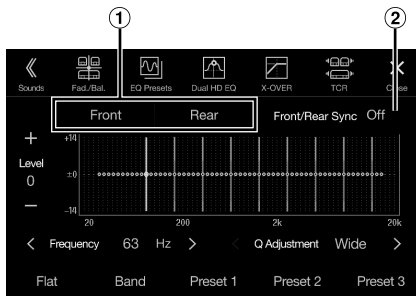 1 2
Sounds Fad./Bal. EQ Presets Dual HD EQ X-OVER TCR Close
Front Rear Front/Rear Sync Off
+ +14
Level
0 ±0
− −14
20 200 2k 20k
< Frequency 63 Hz > < Q Adjustment Wide >
Flat Band Preset 1 Preset 2 Preset 3